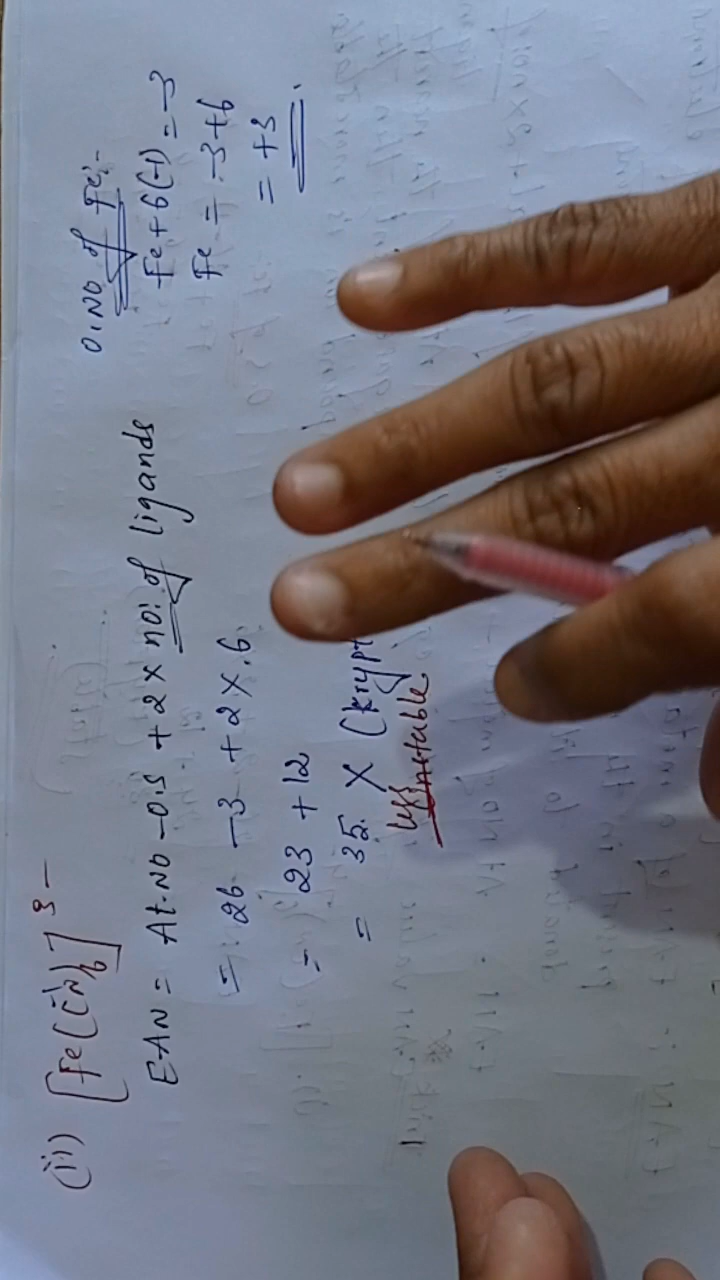 (ii) [Fe(CN)6]3-
EAN = At.No - O.S + 2 x no. of ligands
= 26 - 3 + 2 x 6
= 23 + 12
= 35. X (Krypt
less
O.No of Fe:-
Fe + 6(-1) = -3
Fe = -3+6
= +3